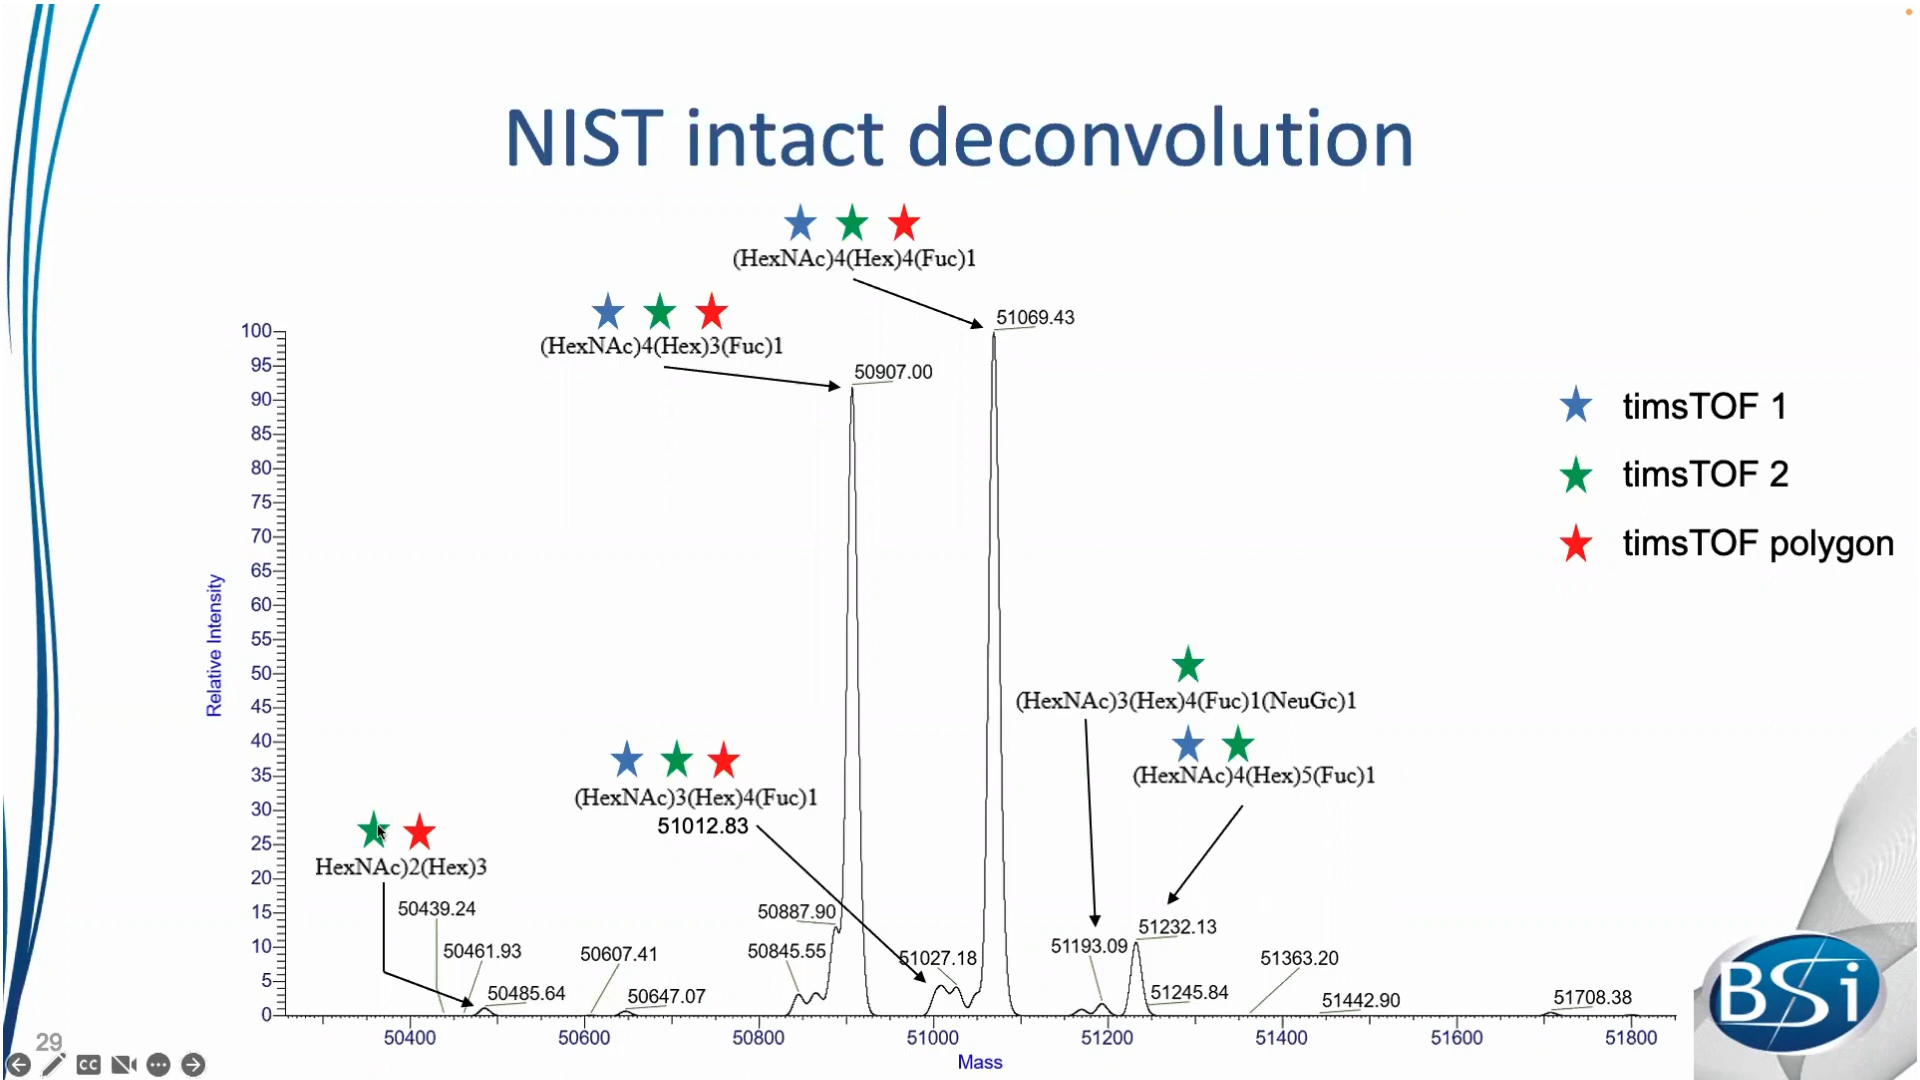 NIST intact deconvolution
(HexNAc)4(Hex)4(Fuc)1
51069.43
(HexNAc)4(Hex)3(Fuc)1
50907.00
timsTOF 1
timsTOF 2
timsTOF polygon
(HexNAc)3(Hex)4(Fuc)1(NeuGc)1
(HexNAc)4(Hex)5(Fuc)1
(HexNAc)3(Hex)4(Fuc)1
51012.83
HexNAc)2(Hex)3
50439.24
50461.93
50485.64
50607.41
50647.07
50887.90
50845.55
51027.18
51193.09
51232.13
51245.84
51363.20
51442.90
51708.38
Relative Intensity
100
95
90
85
80
75
70
65
60
55
50
45
40
35
30
25
20
15
10
5
0
50400 50600 50800 51000 51200 51400 51600 51800
Mass
BSi
29
CC